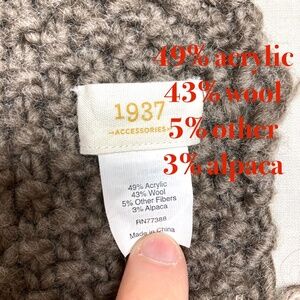 49% acrylic
43% wool
5% other
3% alpaca
1937
ACCESSORIES
49% Acrylic
43% Wool
5% Other Fibers
3% Alpaca
RN77388
Made in China